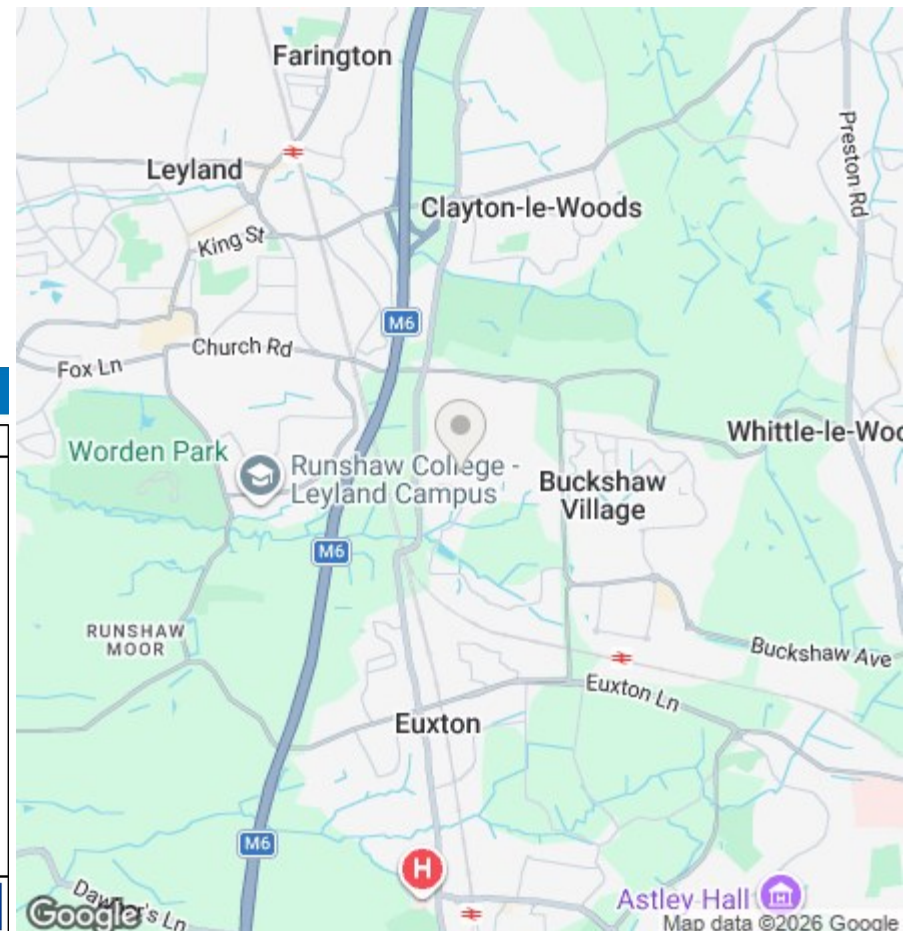 Farington
Leyland
Preston Rd
Clayton-le-Woods
King St
M6
Church Rd
Fox Ln
Whittle-le-Woo
Worden Park
Runshaw College -
Leyland Campus
Buckshaw
Village
M6
RUNSHAW
MOOR
Buckshaw Ave
Euxton Ln
Euxton
M6
H
Dawber's Ln
Astley Hall
Google
Map data ©2026 Google